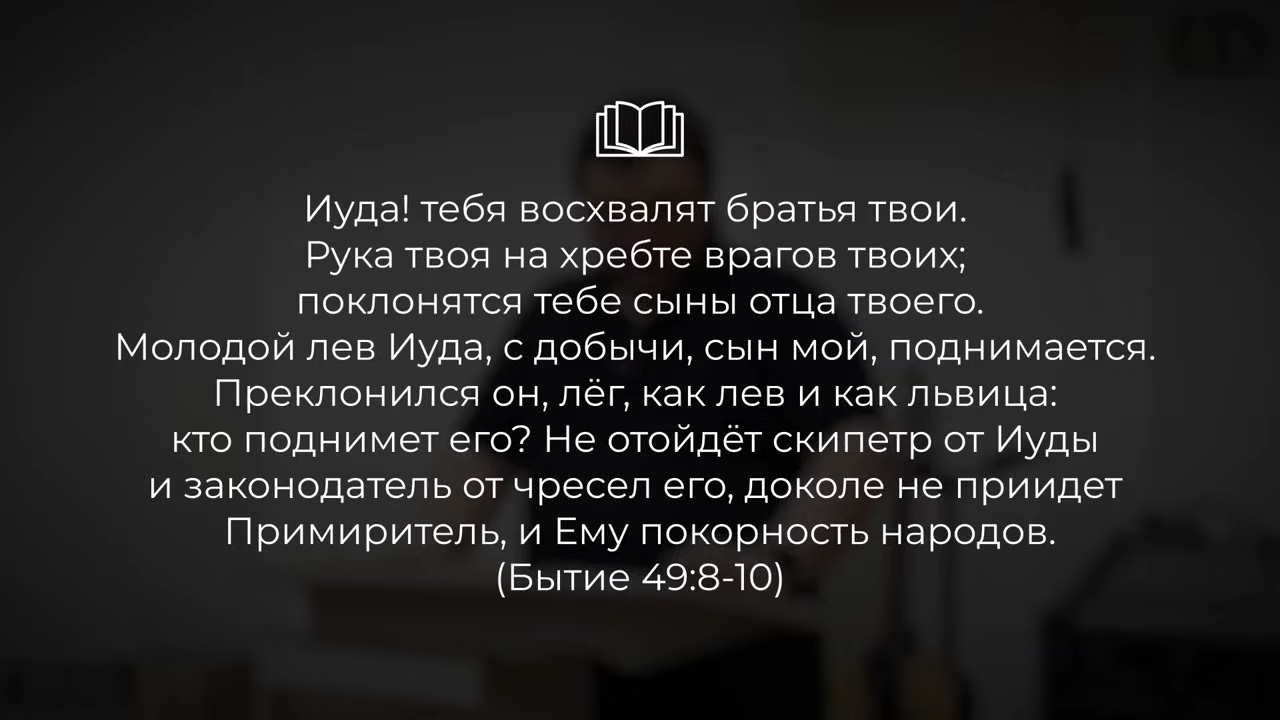 Иуда! тебя восхвалят братья твои.
Рука твоя на хребте врагов твоих;
поклонятся тебе сыны отца твоего.
Молодой лев Иуда, с добычи, сын мой, поднимается.
Преклонился он, лёг, как лев и как львица:
кто поднимет его? Не отойдёт скипетр от Иуды
и законодатель от чресел его, доколе не приидет
Примиритель, и Ему покорность народов.
(Бытие 49:8-10)